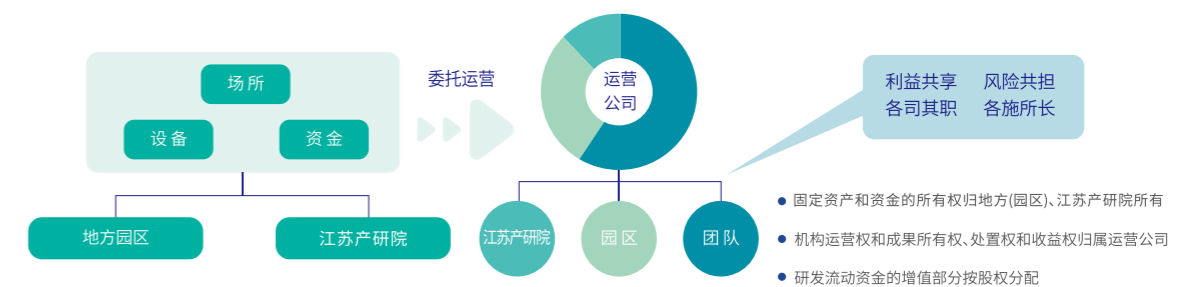 场所
设备
资金
地方园区
江苏产研院
委托运营
运营
公司
江苏产研院
园区
团队
利益共享 风险共担
各司其职 各施所长
固定资产和资金的所有权归地方(园区)、江苏产研院所有
机构运营权和成果所有权、处置权和收益权归属运营公司
研发流动资金的增值部分按股权分配